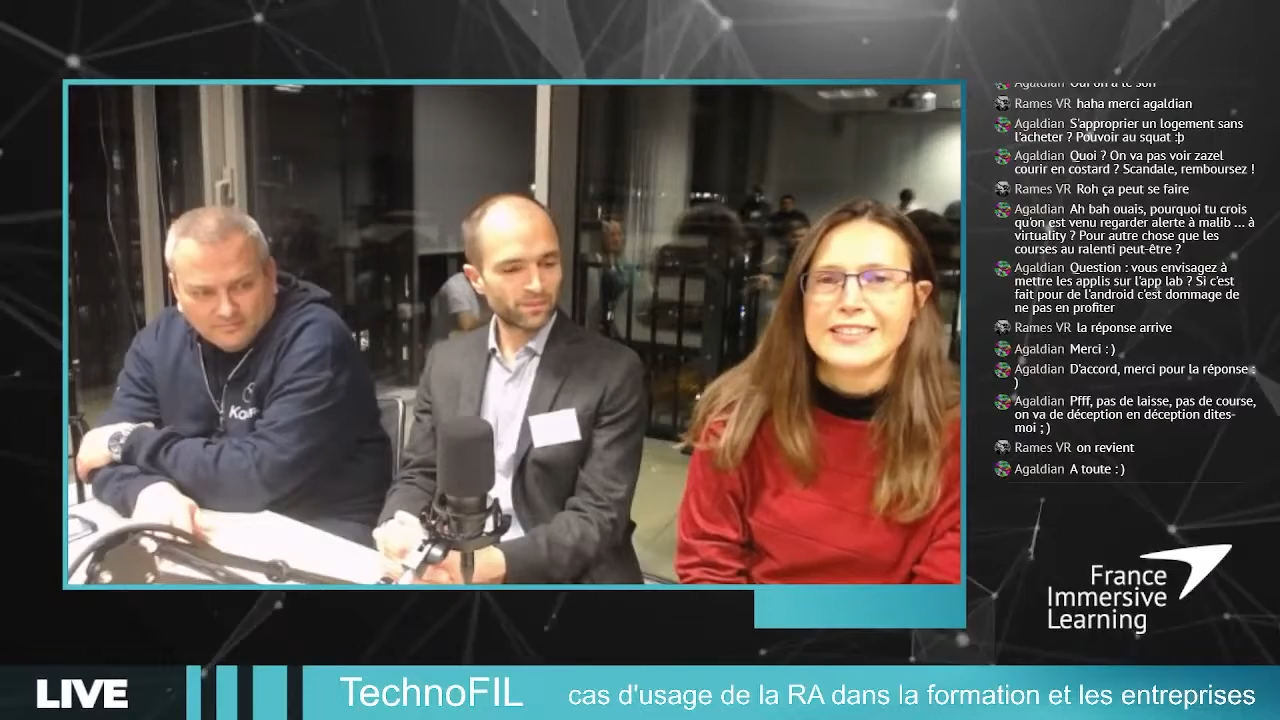 Agaldian Oui on a le son
Rames VR haha merci agaldian
Agaldian S'approprier un logement sans
l'acheter ? Pouvoir au squat :þ
Agaldian Quoi ? On va pas voir zazel
courir en costard ? Scandale, remboursez !
Rames VR Roh ça peut se faire
Agaldian Ah bah ouais, pourquoi tu crois
qu'on est venu regarder alerte à malib ... à
virtuality ? Pour autre chose que les
courses au ralenti peut-être ?
Agaldian Question : vous envisagez à
mettre les applis sur l'app lab ? Si c'est
fait pour de l'android c'est dommage de
ne pas en profiter
Rames VR la réponse arrive
Agaldian Merci : )
Agaldian D'accord, merci pour la réponse :
)
Agaldian Pfff, pas de laisse, pas de course,
on va de déception en déception dites-
moi ; )
Rames VR on revient
Agaldian A toute : )
France
Immersive
Learning
LIVE
TechnoFIL
cas d'usage de la RA dans la formation et les entreprises